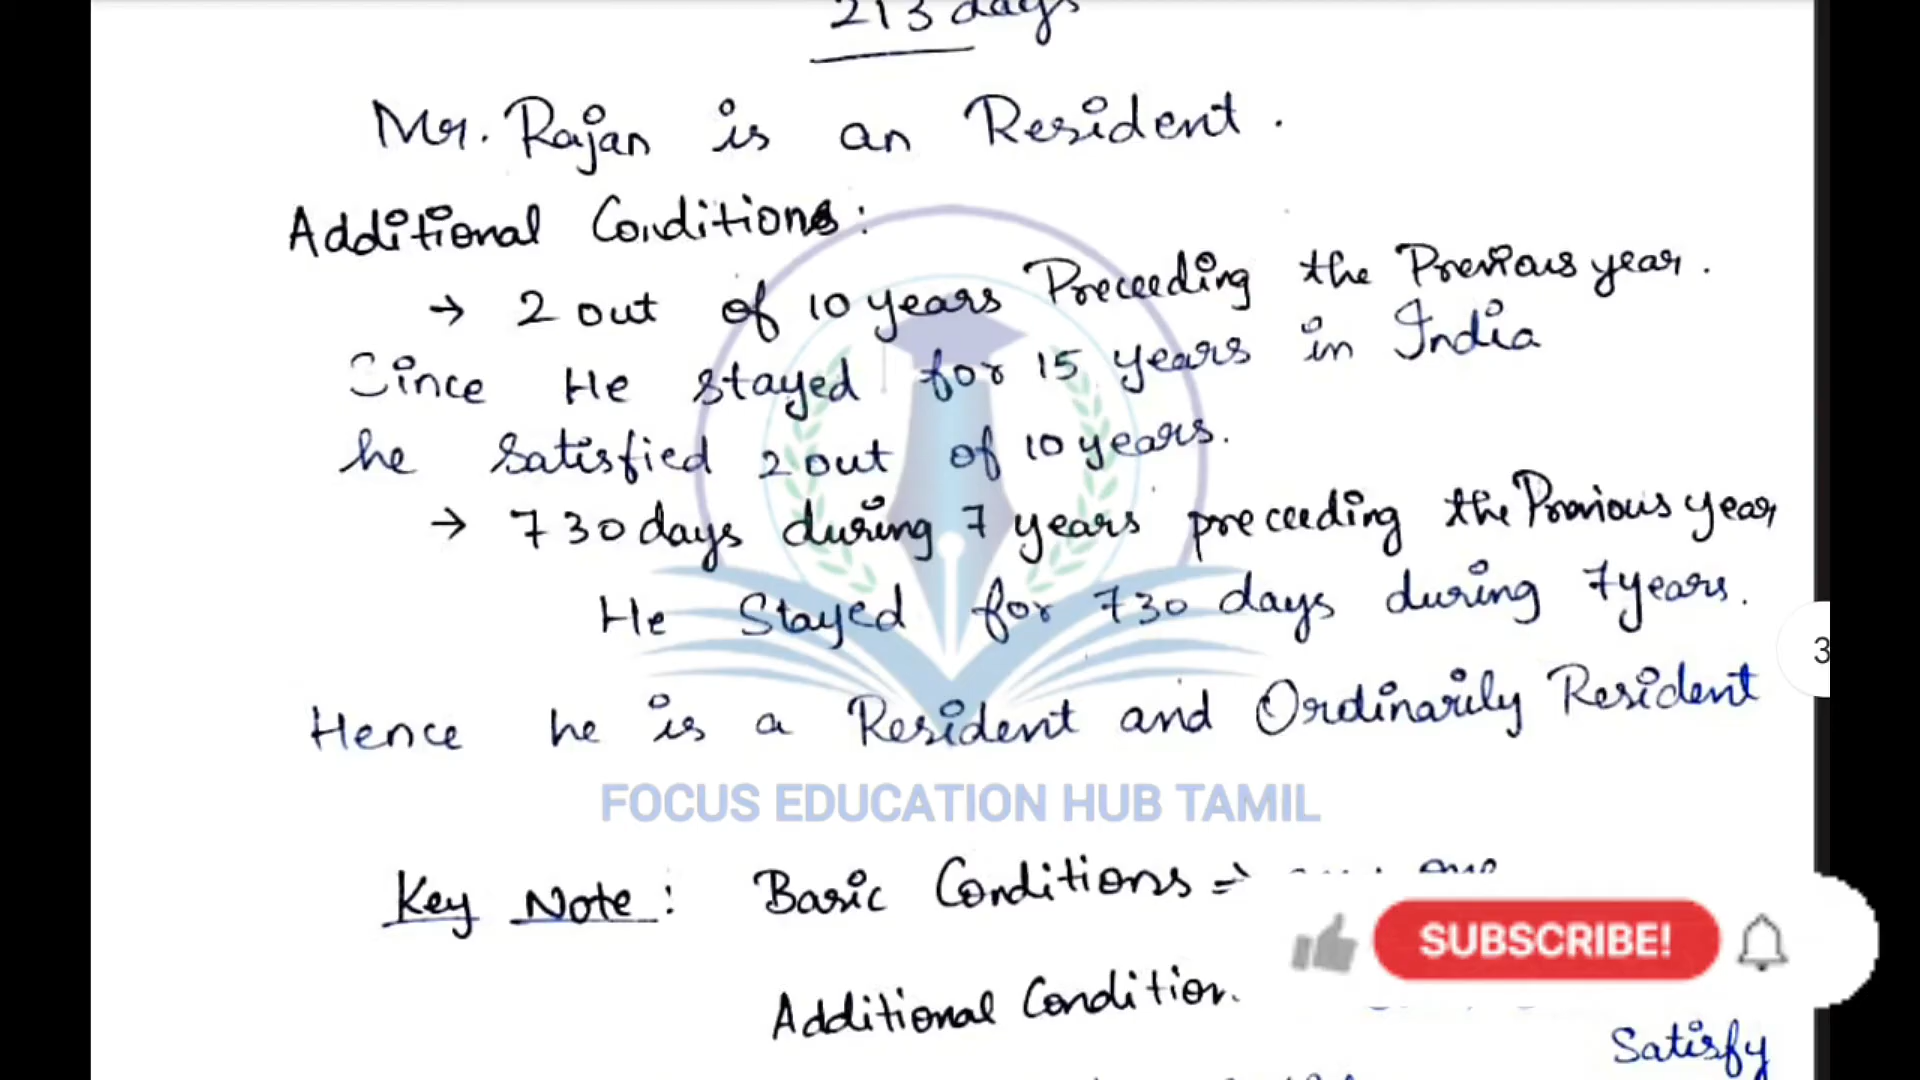 213 days
Mr. Rajan is an Resident.
Additional Conditions:
→ 2 out of 10 years Preceeding the Previous year.
Since He stayed for 15 years in India
he satisfied 2 out of 10 years.
→ 730 days during 7 years preceeding the Previous year
He Stayed for 730 days during 7 years.
Hence he is a Resident and Ordinarily Resident
FOCUS EDUCATION HUB TAMIL
Key Note: Basic Conditions ⇒
SUBSCRIBE!
Additional Condition
Satisfy
3